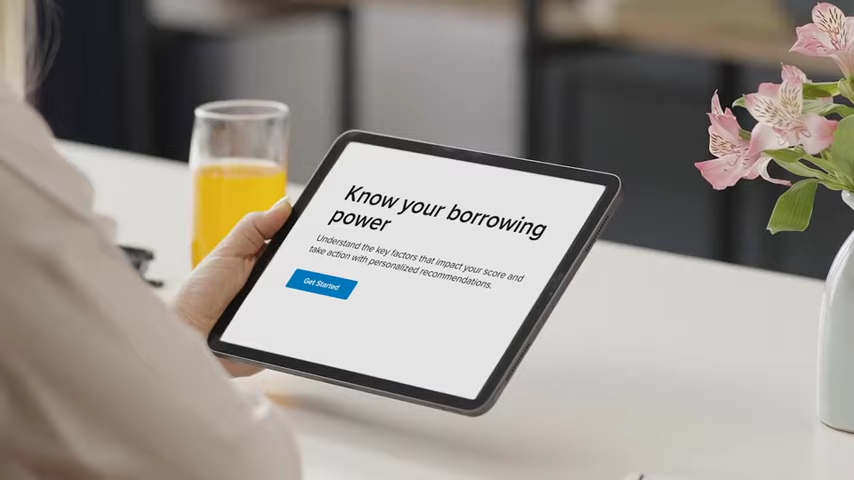 Know your borrowing
power
Understand the key factors that impact your score and
take action with personalized recommendations.
Get Started